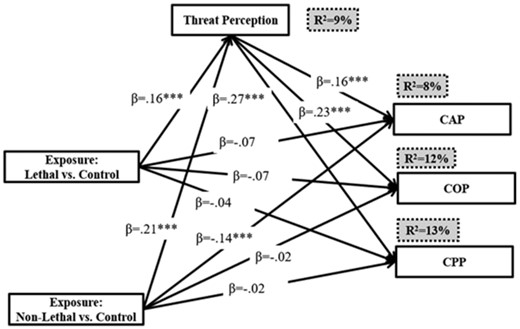 Threat Perception
R²=9%
β=.16***
R²=8%
β=.16***
β=.27***
β=.23***
CAP
β=-.07
Exposure:
Lethal vs. Control
R²=12%
β=-.07
COP
β=-.04
β=.21***
R²=13%
β=-.14***
β=-.02
CPP
β=-.02
Exposure:
Non-Lethal vs. Control